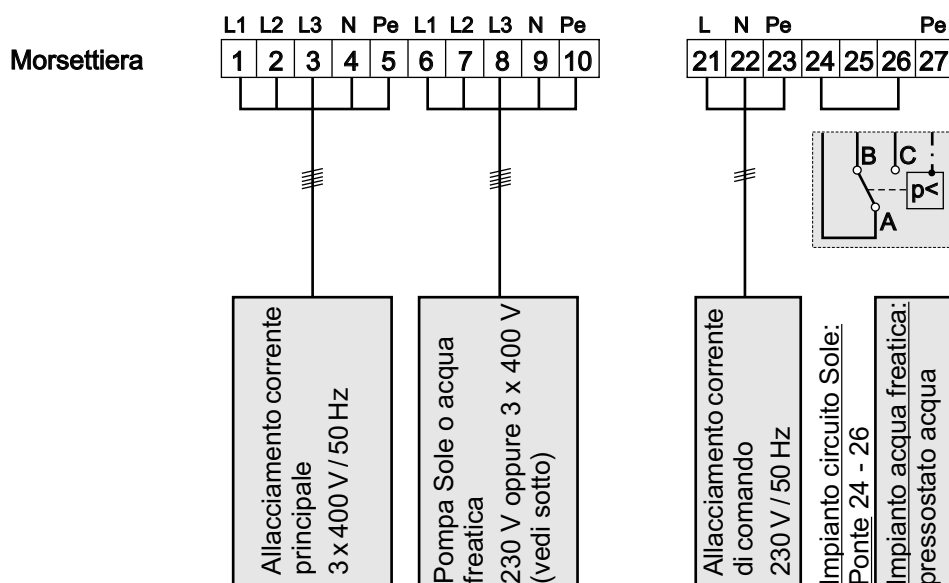 L1 L2 L3 N Pe L1 L2 L3 N Pe L N Pe Pe
Morsettiera
1 2 3 4 5 6 7 8 9 10 21 22 23 24 25 26 27
B C
p<
A
Allacciamento corrente
principale
3 x 400 V / 50 Hz
Pompa Sole o acqua
freatica
230 V oppure 3 x 400 V
(vedi sotto)
Allacciamento corrente
di comando
230 V / 50 Hz
Impianto circuito Sole:
Ponte 24 - 26
Impianto acqua freatica:
pressostato acqua